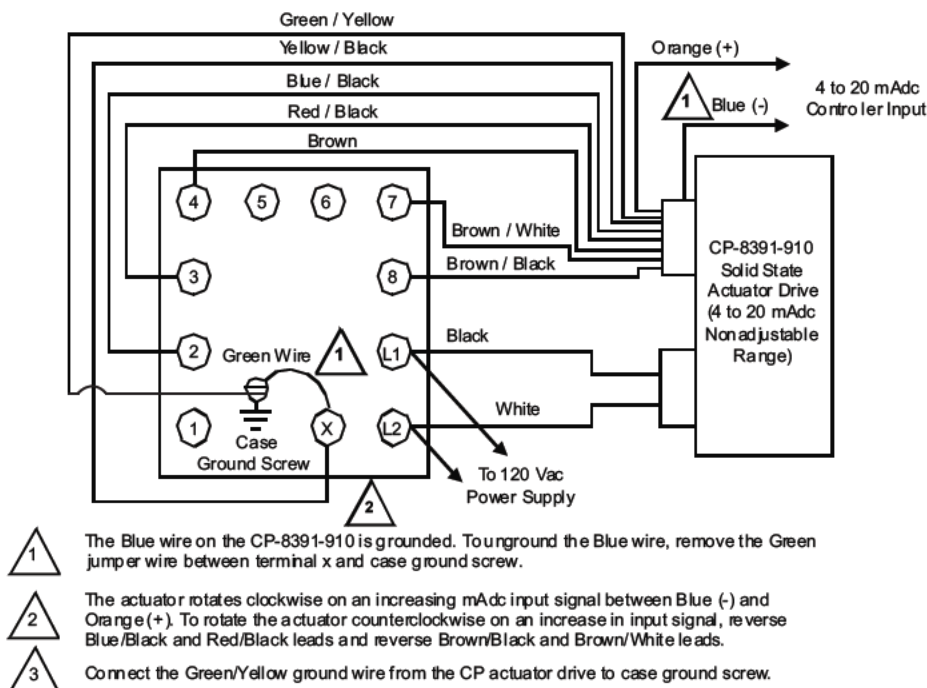 Green / Yellow
Yellow / Black
Blue / Black
Red / Black
Brown
Orange (+)
1
Blue (-)
4 to 20 mAdc
Controler Input
4
5
6
7
Brown / White
Brown / Black
3
8
CP-8391-910
Solid State
Actuator Drive
(4 to 20 mAdc
Nonadjustable
Range)
2
Green Wire
1
L1
Black
1
Case
Ground Screw
X
L2
White
To 120 Vac
Power Supply
2
1
The Blue wire on the CP-8391-910 is grounded. To unground the Blue wire, remove the Green
jumper wire between terminal x and case ground screw.
2
The actuator rotates clockwise on an increasing mAdc input signal between Blue (-) and
Orange (+). To rotate the actuator counterclockwise on an increase in input signal, reverse
Blue/Black and Red/Black leads and reverse Brown/Black and Brown/White leads.
3
Connect the Green/Yellow ground wire from the CP actuator drive to case ground screw.